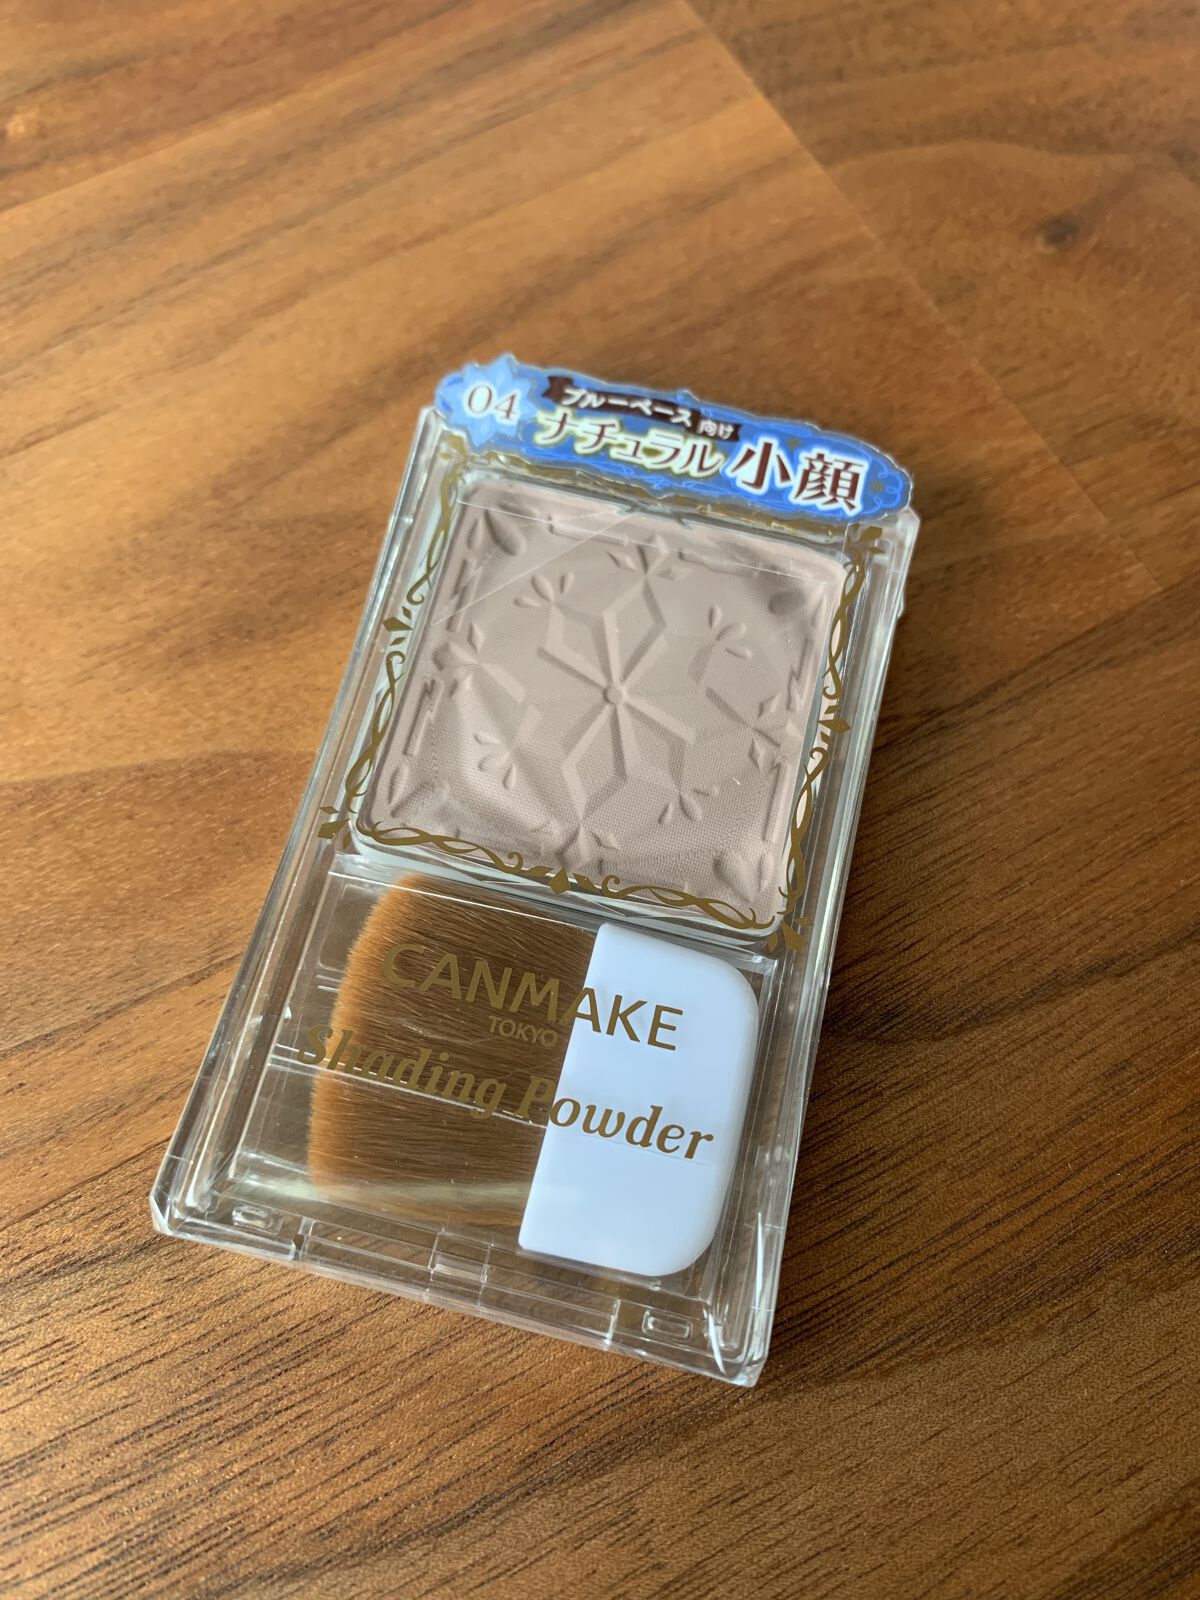 04
ブルーベース向け
ナチュラル小顔
CANMAKE
TOKYO
Shading Powder